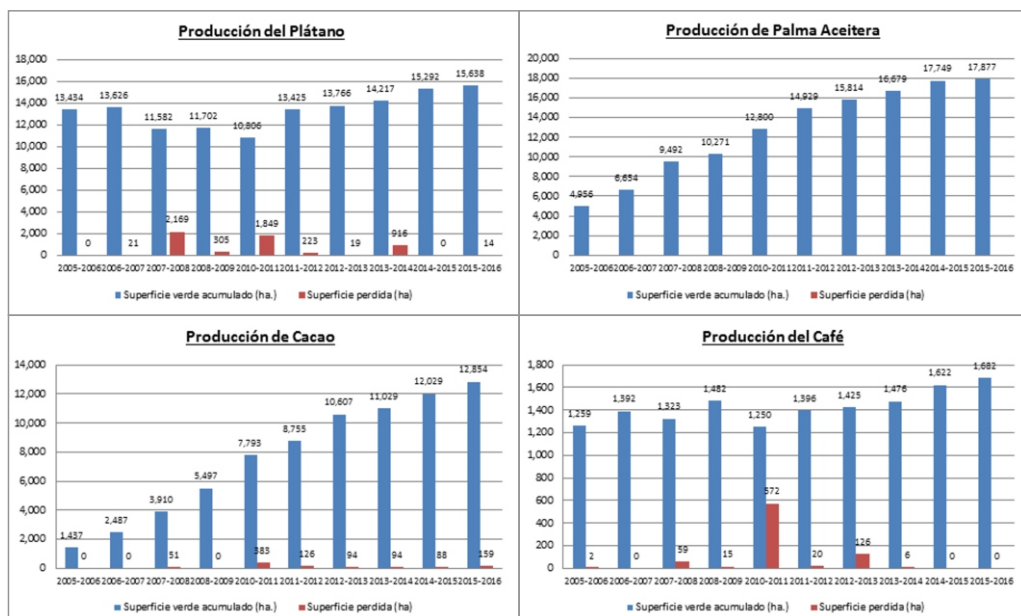 Producción del Plátano
18,000
16,000
14,000
12,000
10,000
8,000
6,000
4,000
2,000
0
13,434 13,626 11,582 11,702 10,806 13,425 13,766 14,217 15,292 15,638
0 21 2,169 305 1,849 223 19 916 0 14
2005-2006 2006-2007 2007-2008 2008-2009 2010-2011 2011-2012 2012-2013 2013-2014 2014-2015 2015-2016
Superficie verde acumulado (ha.) Superficie perdida (ha)
Producción de Palma Aceitera
20,000
18,000
16,000
14,000
12,000
10,000
8,000
6,000
4,000
2,000
0
4,956 6,654 9,492 10,271 12,800 14,929 15,814 16,679 17,749 17,877
2005-2006 2006-2007 2007-2008 2008-2009 2010-2011 2011-2012 2012-2013 2013-2014 2014-2015 2015-2016
Superficie verde acumulado (ha.) Superficie perdida (ha)
Producción de Cacao
14,000
12,000
10,000
8,000
6,000
4,000
2,000
0
1,437 2,487 3,910 5,497 7,793 8,755 10,607 11,029 12,029 12,854
0 0 51 0 383 126 94 94 88 159
2005-2006 2006-2007 2007-2008 2008-2009 2010-2011 2011-2012 2012-2013 2013-2014 2014-2015 2015-2016
Superficie verde acumulado (ha.) Superficie perdida (ha)
Producción del Café
1,800
1,600
1,400
1,200
1,000
800
600
400
200
0
1,259 1,392 1,323 1,482 1,250 1,396 1,425 1,476 1,622 1,682
2 0 59 15 572 20 126 6 0 0
2005-2006 2006-2007 2007-2008 2008-2009 2010-2011 2011-2012 2012-2013 2013-2014 2014-2015 2015-2016
Superficie verde acumulado (ha.) Superficie perdida (ha)